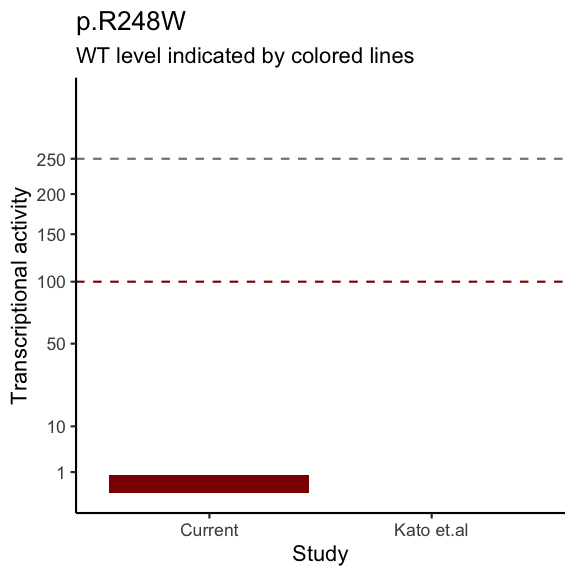 p.R248W
WT level indicated by colored lines
250
200
150
100
50
10
1
Transcriptional activity
Current
Kato et.al
Study